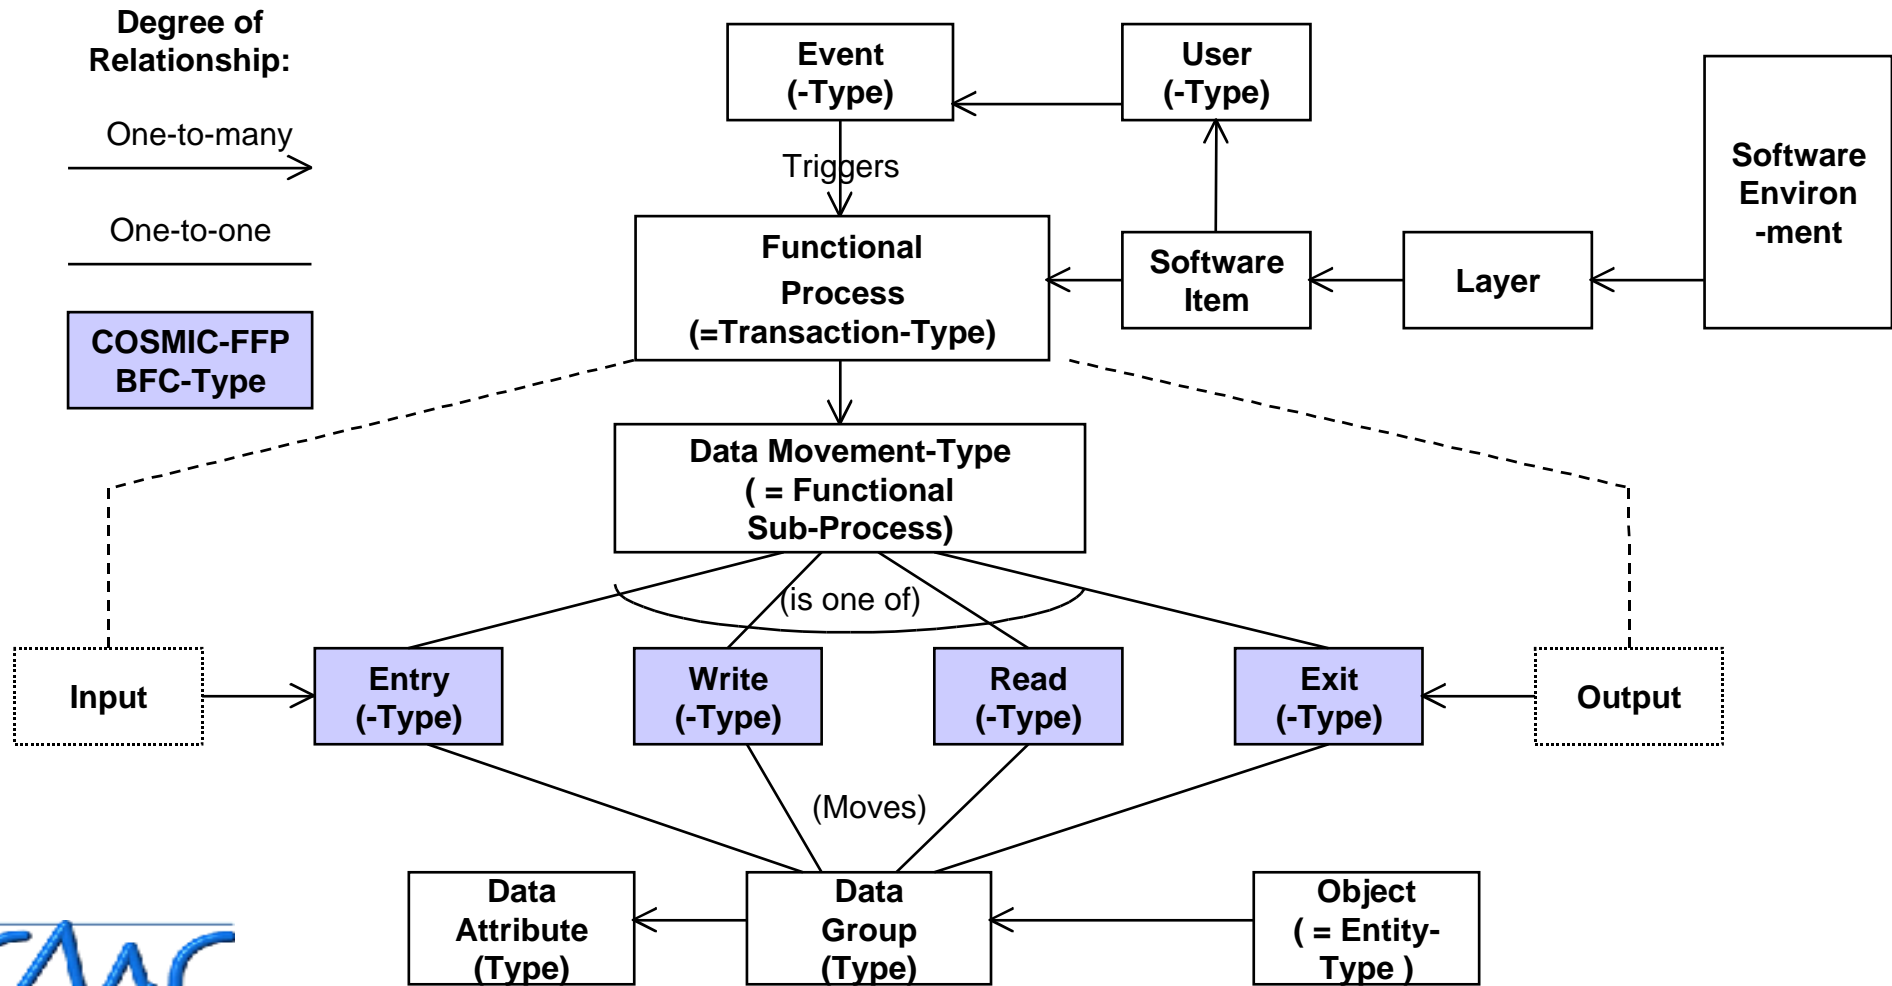 Degree of
Relationship:
One-to-many
One-to-one
COSMIC-FFP
BFC-Type
Event
(-Type)
User
(-Type)
Software
Environ
-ment
Triggers
Functional
Process
(=Transaction-Type)
Software
Item
Layer
Data Movement-Type
( = Functional
Sub-Process)
(is one of)
Input
Entry
(-Type)
Write
(-Type)
Read
(-Type)
Exit
(-Type)
Output
(Moves)
Data
Attribute
(Type)
Data
Group
(Type)
Object
( = Entity-
Type )